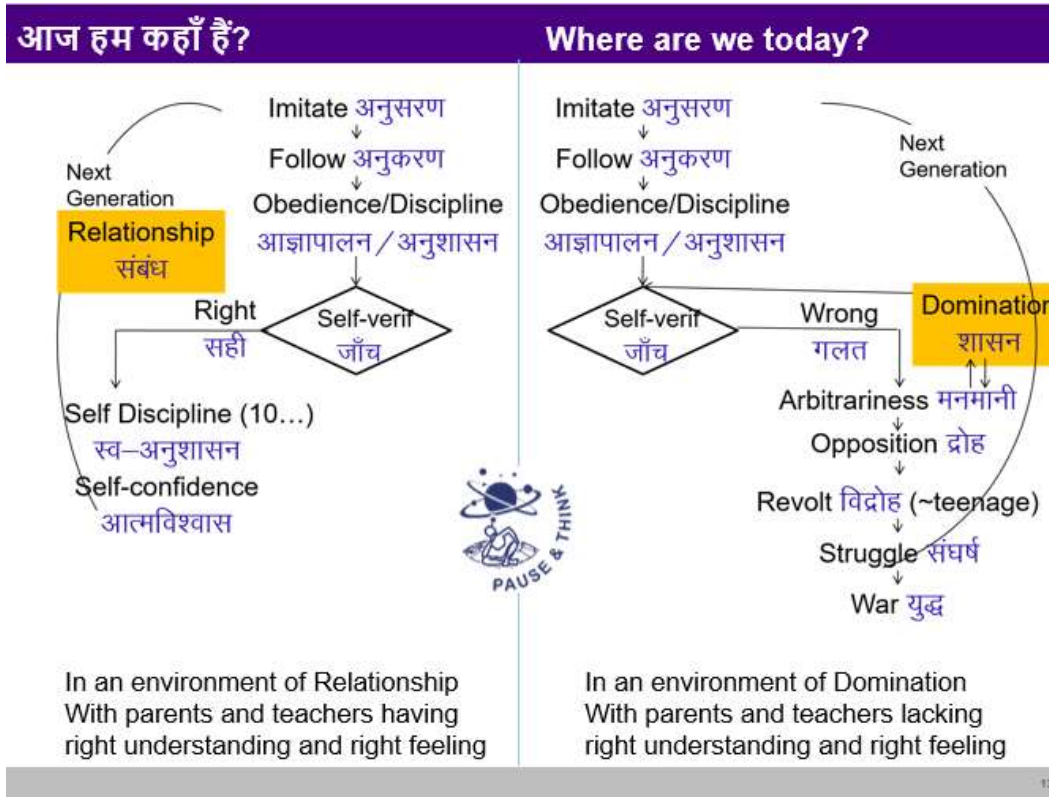 आज हम कहाँ हैं?
Where are we today?
Imitate अनुसरण
Follow अनुकरण
Next
Generation
Obedience/Discipline
आज्ञापालन / अनुशासन
Relationship
संबंध
Right
सही
Self-verif
जाँच
Self Discipline (10...)
स्व–अनुशासन
Self-confidence
आत्मविश्वास
In an environment of Relationship
With parents and teachers having
right understanding and right feeling
PAUSE & THINK
Imitate अनुसरण
Follow अनुकरण
Next
Generation
Obedience/Discipline
आज्ञापालन / अनुशासन
Self-verif
जाँच
Wrong
गलत
Domination
शासन
Arbitrariness मनमानी
Opposition द्रोह
Revolt विद्रोह (~teenage)
Struggle संघर्ष
War युद्ध
In an environment of Domination
With parents and teachers lacking
right understanding and right feeling